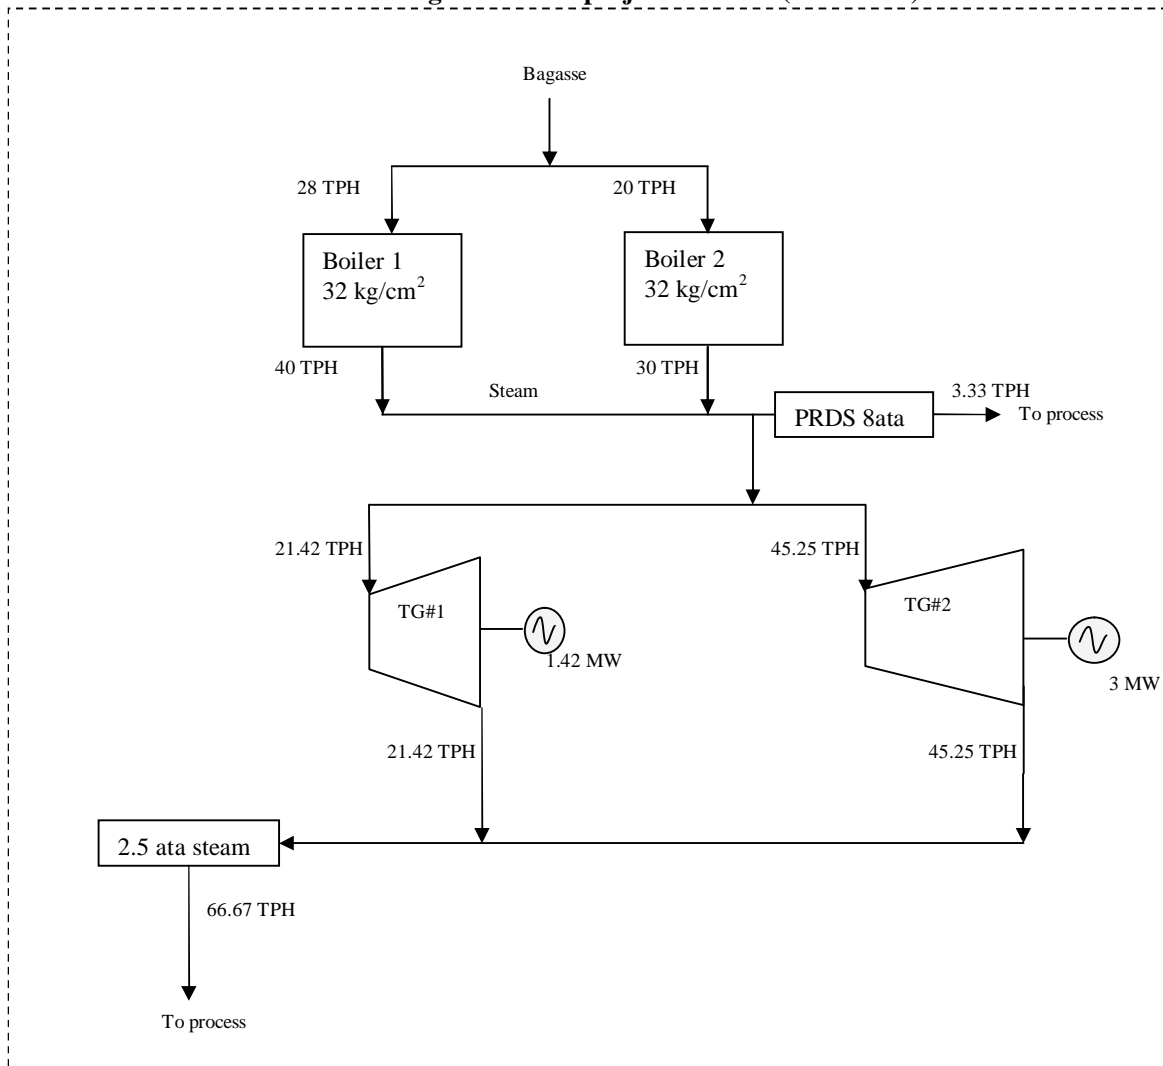 Bagasse
28 TPH
20 TPH
Boiler 1
32 kg/cm²
Boiler 2
32 kg/cm²
40 TPH
30 TPH
Steam
3.33 TPH
PRDS 8ata
To process
21.42 TPH
45.25 TPH
TG#1
TG#2
1.42 MW
3 MW
21.42 TPH
45.25 TPH
2.5 ata steam
66.67 TPH
To process